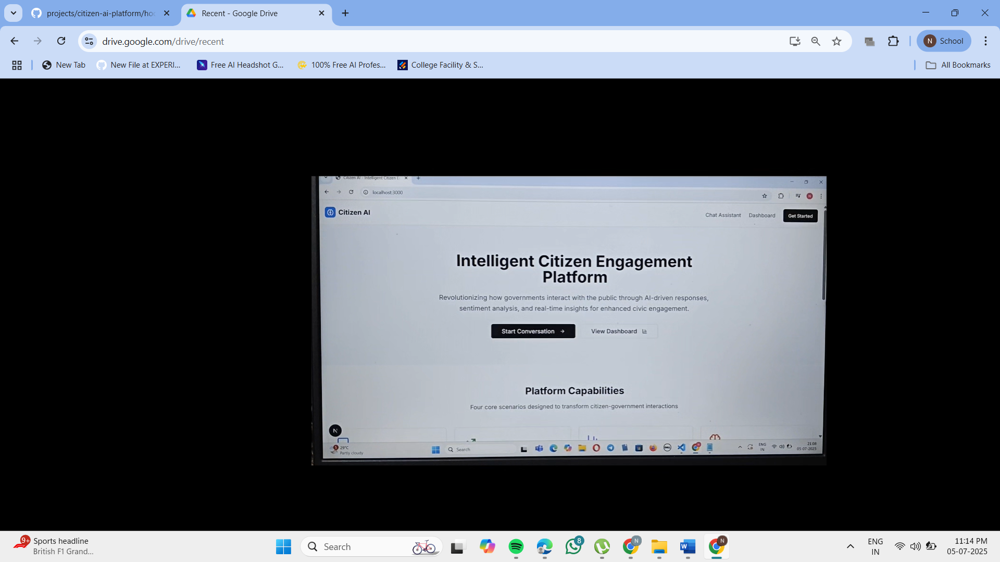 projects/citizen-ai-platform/hoo
Recent - Google Drive
drive.google.com/drive/recent
School
N
New Tab
New File at EXPERI...
Free AI Headshot G...
100% Free AI Profes...
College Facility & S...
All Bookmarks
Citizen AI - Intelligent Citizen E
localhost:3000
N
Citizen AI
Chat Assistant
Dashboard
Get Started
Intelligent Citizen Engagement
Platform
Revolutionizing how governments interact with the public through AI-driven responses,
sentiment analysis, and real-time insights for enhanced civic engagement.
Start Conversation →
View Dashboard
Platform Capabilities
Four core scenarios designed to transform citizen-government interactions
N
5
29°C
Partly cloudy
Search
DELL
ENG
IN
21:08
05-07-2025
9+
Sports headline
British F1 Grand...
Search
8
N
W
N
ENG
IN
11:14 PM
05-07-2025